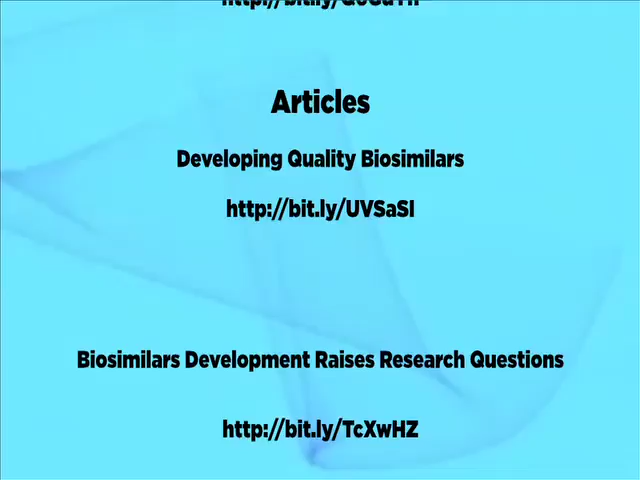 Articles
Developing Quality Biosimilars
http://bit.ly/UVSaSI
Biosimilars Development Raises Research Questions
http://bit.ly/TcXwHZ